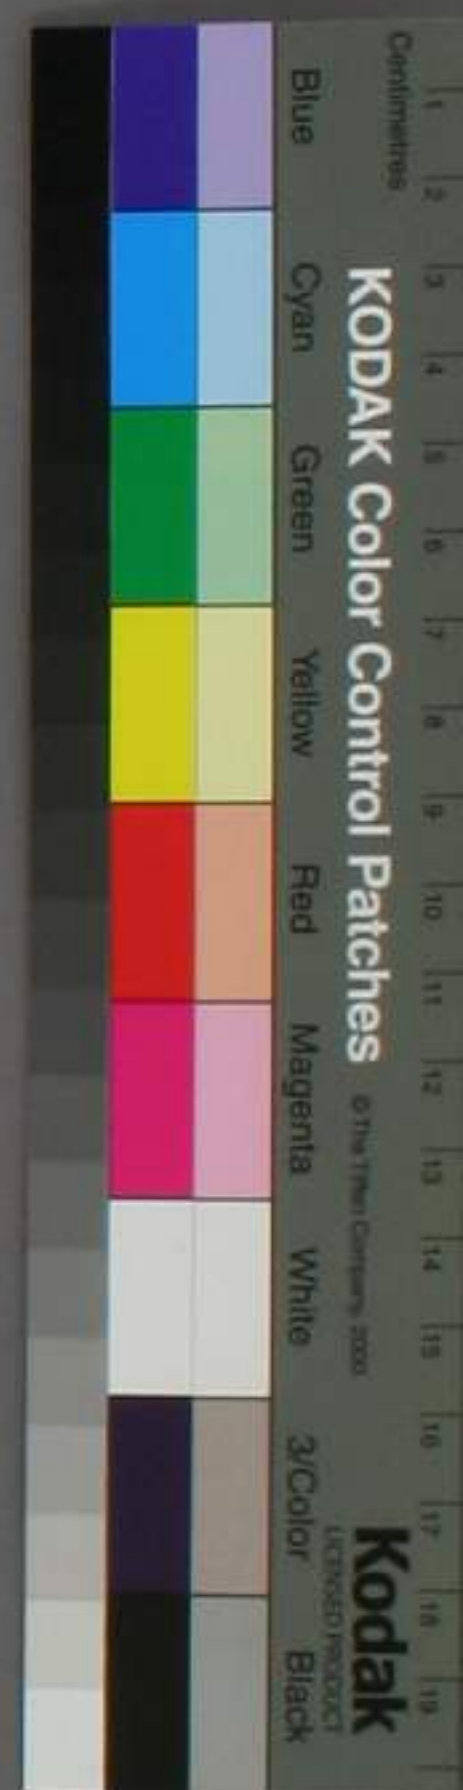 Centimetres
1 2 3 4 5 6 7 8 9 10 11 12 13 14 15 16 17 18 19
KODAK Color Control Patches © The Tiffen Company, 2000 Kodak
LICENSED PRODUCT
Blue Cyan Green Yellow Red Magenta White 3/Color Black